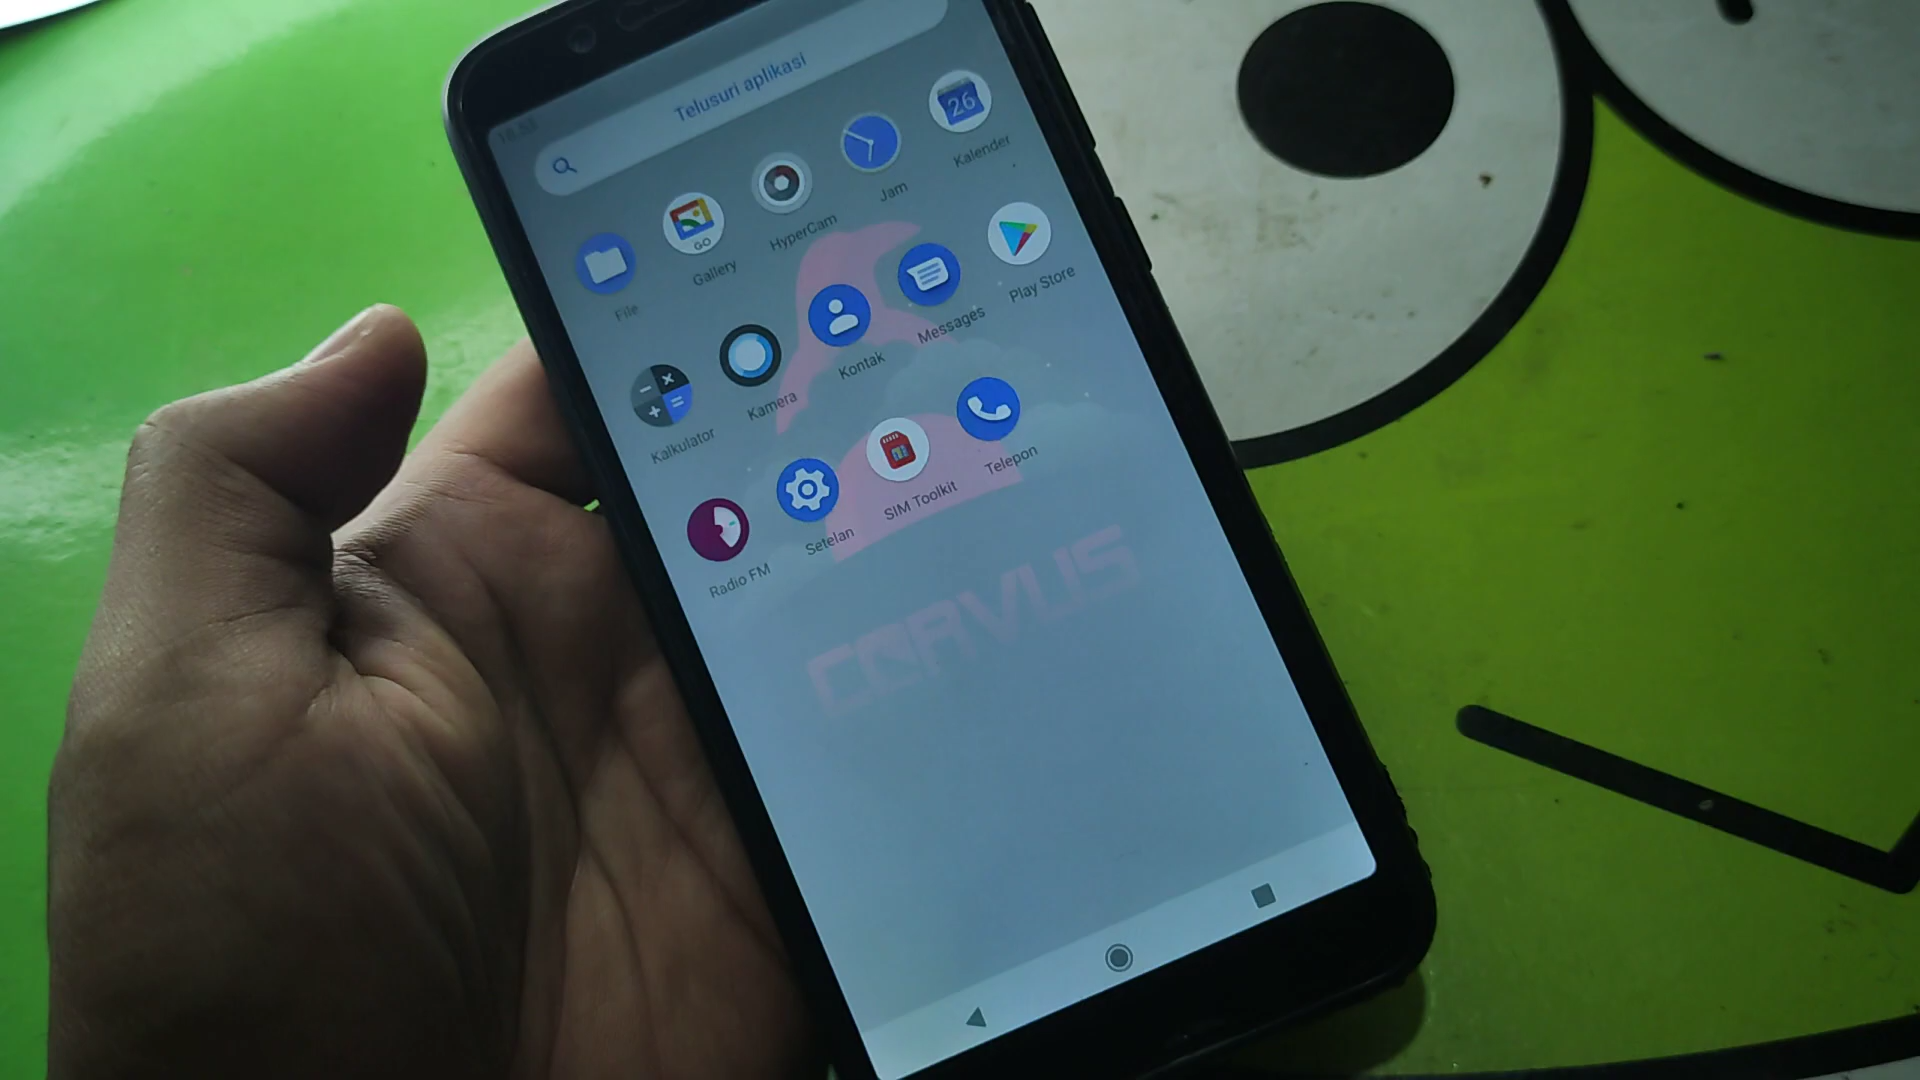 Telusuri aplikasi
File
Gallery
HyperCam
Jam
Kalender
Kalkulator
Kamera
Kontak
Messages
Play Store
Radio FM
Setelan
SIM Toolkit
Telepon
GO
26
CORVUS